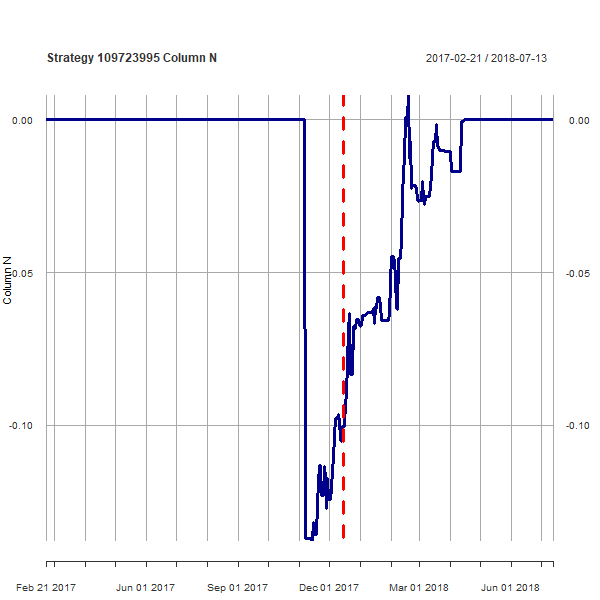 Strategy 109723995 Column N
2017-02-21 / 2018-07-13
0.00
0.00
-0.05
-0.05
Column N
-0.10
-0.10
Feb 21 2017
Jun 01 2017
Sep 01 2017
Dec 01 2017
Mar 01 2018
Jun 01 2018